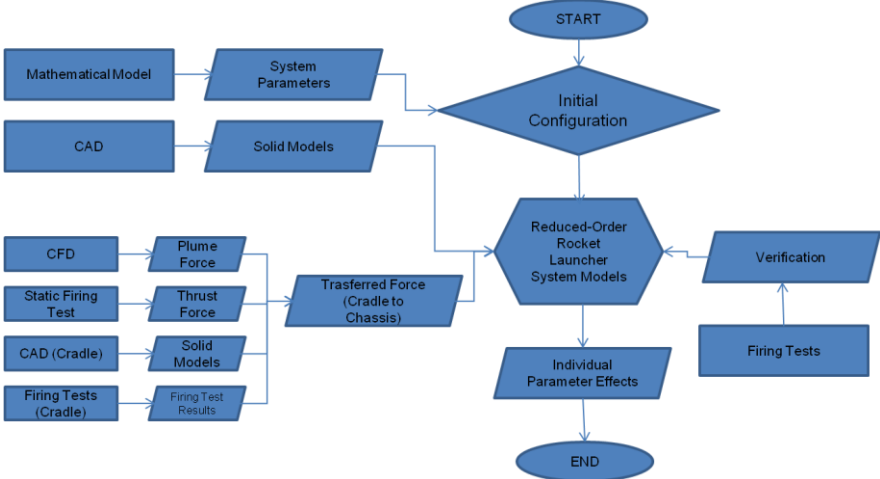 START
Mathematical Model
System
Parameters
Initial
Configuration
CAD
Solid Models
Reduced-Order
Rocket
Launcher
System Models
CFD
Plume
Force
Verification
Static Firing
Test
Thrust
Force
Trasferred Force
(Cradle to
Chassis)
CAD (Cradle)
Solid
Models
Firing Tests
Individual
Parameter Effects
Firing Tests
(Cradle)
Firing Test
Results
END